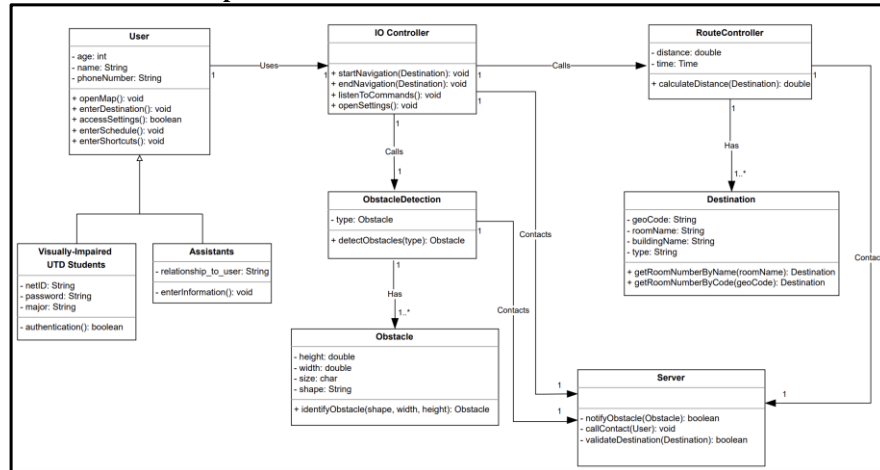 User
- age: int
- name: String
- phoneNumber: String
+ openMap(): void
+ enterDestination(): void
+ accessSettings(): boolean
+ enterSchedule(): void
+ enterShortcuts(): void
1
Uses
1
IO Controller
+ startNavigation(Destination): void
+ endNavigation(Destination): void
+ listenToCommands(): void
+ openSettings(): void
1
Calls
1
1
RouteController
- distance: double
- time: Time
+ calculateDistance(Destination): double
1
1
Has
1..*
1
Calls
1
ObstacleDetection
- type: Obstacle
+ detectObstacles(type): Obstacle
1
Contacts
1
Has
1..*
Destination
- geoCode: String
- roomName: String
- buildingName: String
- type: String
+ getRoomNumberByName(roomName): Destination
+ getRoomNumberByCode(geoCode): Destination
Visually-Impaired
UTD Students
- netID: String
- password: String
- major: String
- authentication(): boolean
Assistants
- relationship_to_user: String
- enterInformation(): void
Contacts
Obstacle
- height: double
- width: double
- size: char
- shape: String
+ identifyObstacle(shape, width, height): Obstacle
1
1
1
Server
- notifyObstacle(Obstacle): boolean
- callContact(User): void
- validateDestination(Destination): boolean